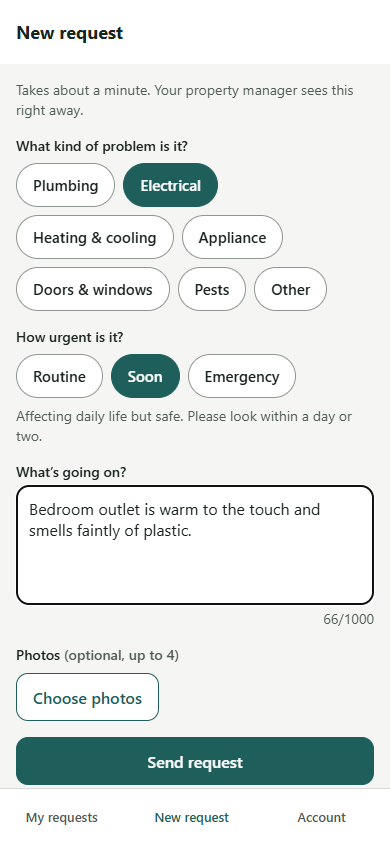 New request
Takes about a minute. Your property manager sees this
right away.
What kind of problem is it?
Plumbing
Electrical
Heating & cooling
Appliance
Doors & windows
Pests
Other
How urgent is it?
Routine
Soon
Emergency
Affecting daily life but safe. Please look within a day or
two.
What’s going on?
Bedroom outlet is warm to the touch and
smells faintly of plastic.
66/1000
Photos (optional, up to 4)
Choose photos
Send request
My requests
New request
Account